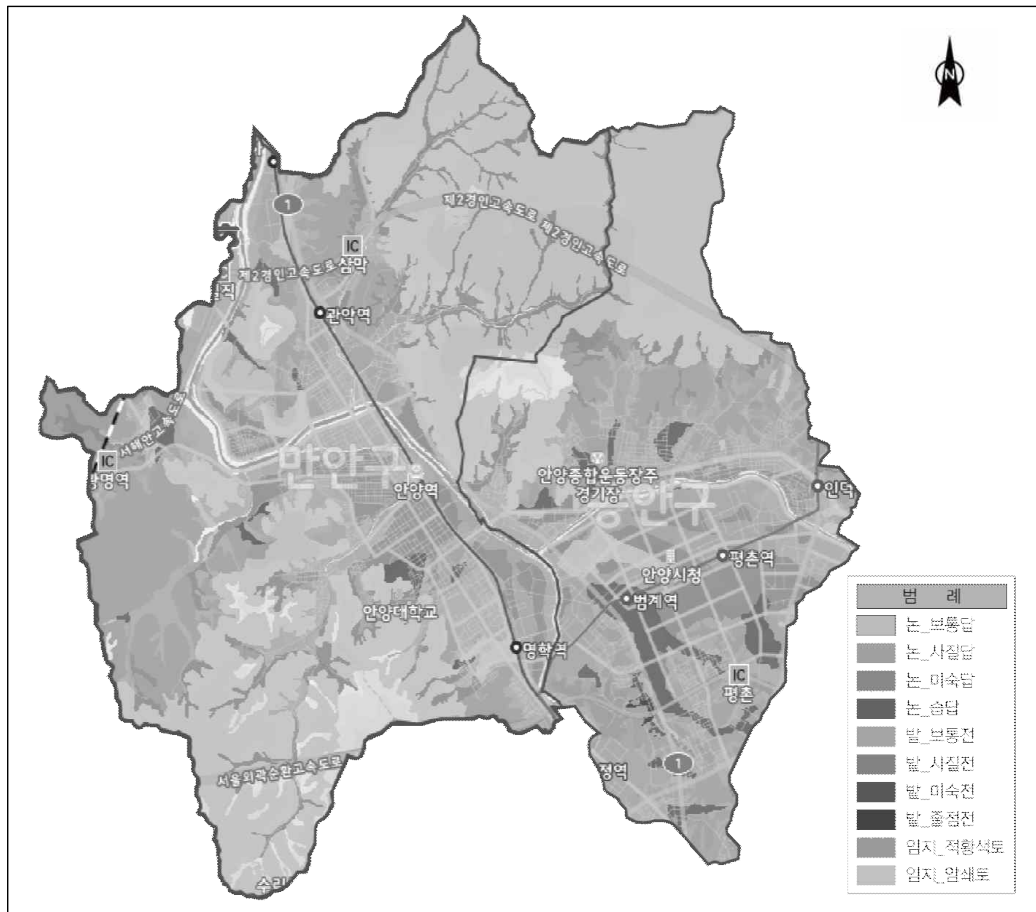 N
1
IC
삼막
제2경인고속도로 제2경인고속도로
제2경인고속도로
관악역
서해안고속도로
IC
광명역
만안구
안양역
안양종합운동장주
경기장
동안구
인덕
평촌역
안양시청
범계역
안양대학교
명학역
IC
평촌
1
정역
서울외곽순환고속도로
수리
범 례
논_보통답
논_사질답
논_미숙답
논_습답
밭_보통전
밭_사질전
밭_미숙전
밭_중점전
임지_적황색토
임지_암쇄토